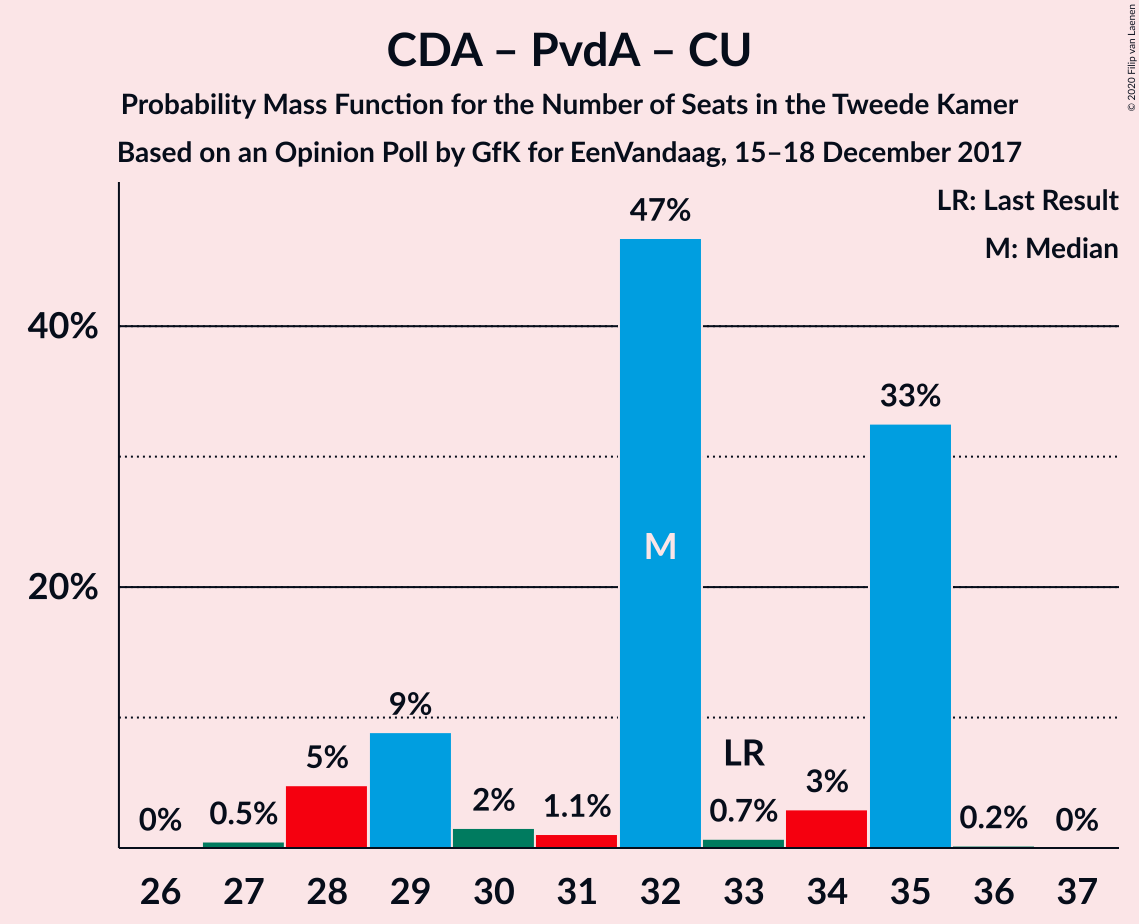 CDA – PvdA – CU
Probability Mass Function for the Number of Seats in the Tweede Kamer
Based on an Opinion Poll by GfK for EenVandaag, 15–18 December 2017
© 2020 Filip van Laenen
LR: Last Result
M: Median
47%
40%
33%
M
20%
9%
LR
5%
3%
2%
1.1%
0.7%
0.5%
0.2%
0%
0%
26 27 28 29 30 31 32 33 34 35 36 37